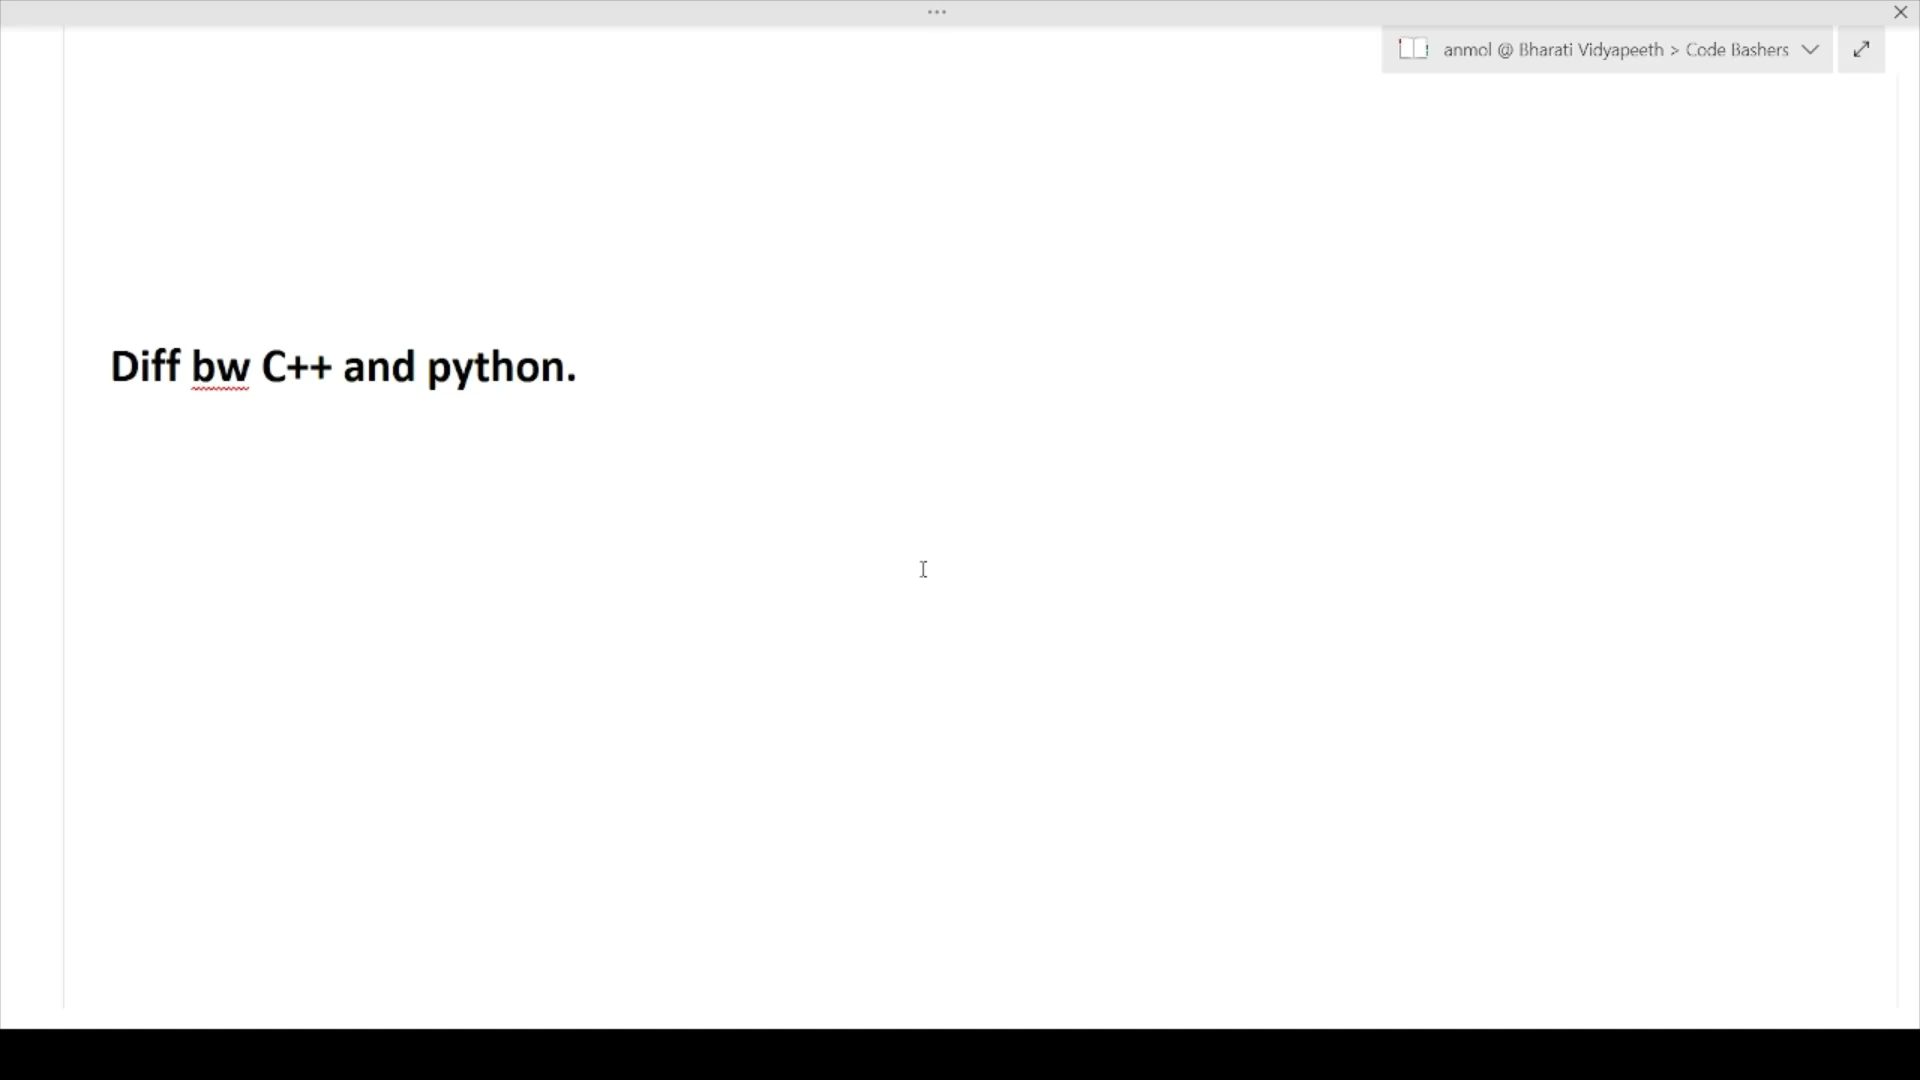 anmol @ Bharati Vidyapeeth > Code Bashers
Diff bw C++ and python.